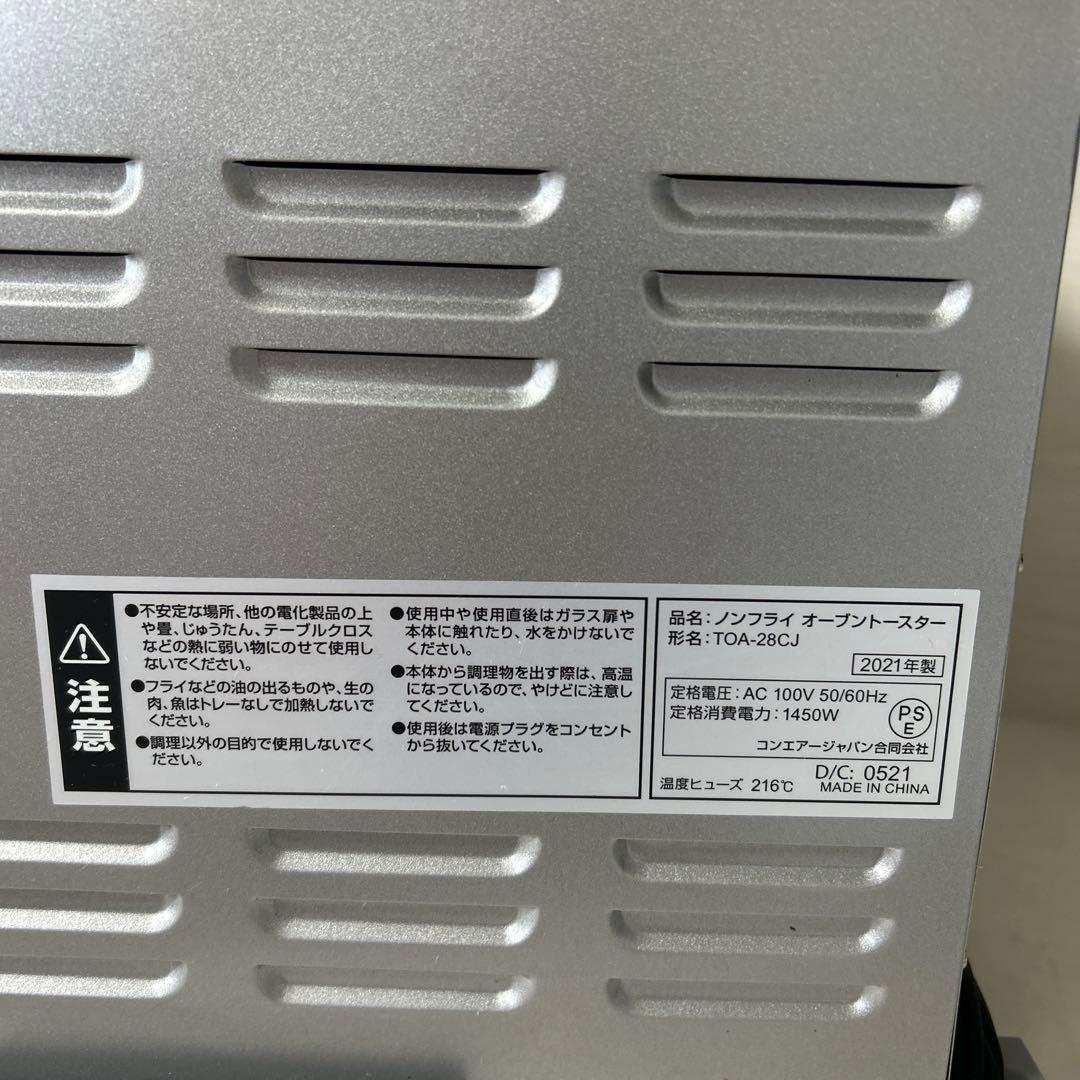 注意
●不安定な場所、他の電化製品の上
や畳、じゅうたん、テーブルクロス
などの熱に弱い物にのせて使用し
ないでください。
●フライなどの油の出るものや、生の
肉、魚はトレーなしで加熱しないで
ください。
●調理以外の目的で使用しないでく
ださい。
●使用中や使用直後はガラス扉や
本体に触れたり、水をかけないで
ください。
●本体から調理物を出す際は、高温
になっているので、やけどに注意し
てください。
●使用後は電源プラグをコンセント
から抜いてください。
品名：ノンフライ オーブントースター
形名：TOA-28CJ
2021年製
定格電圧：AC 100V 50/60Hz
定格消費電力：1450W
PS
E
コンエアージャパン合同会社
温度ヒューズ 216℃
D/C: 0521
MADE IN CHINA